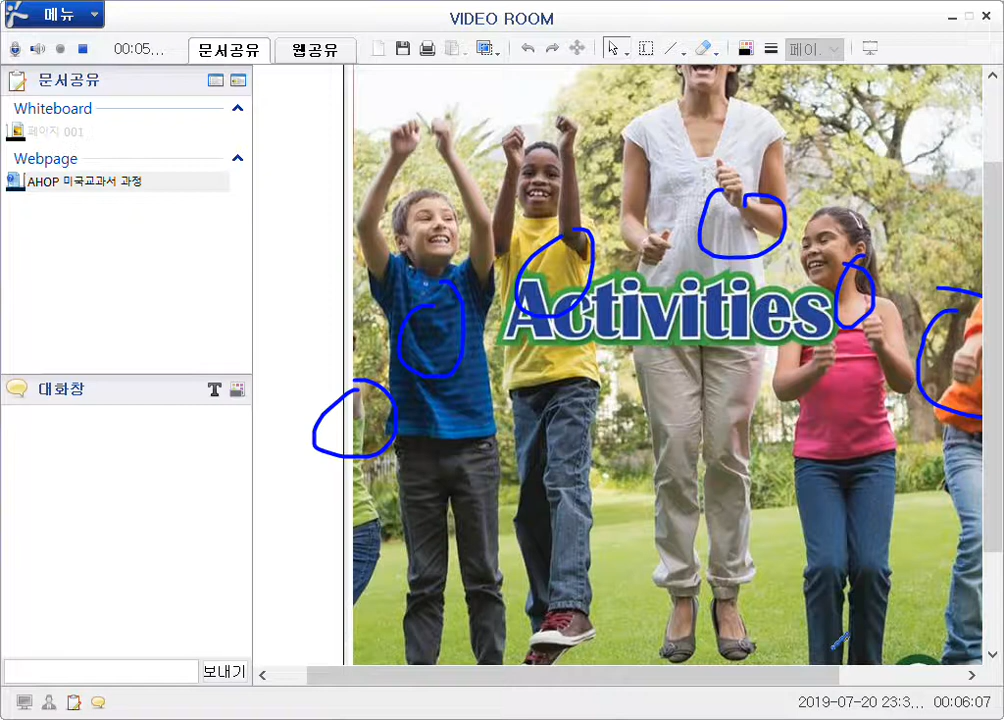 메뉴
VIDEO ROOM
00:05...
문서공유
웹공유
페이.
문서공유
Whiteboard
페이지 001
Webpage
AHOP 미국교과서 과정
대화창
T
Activities
보내기
2019-07-20 23:3...
00:06:07